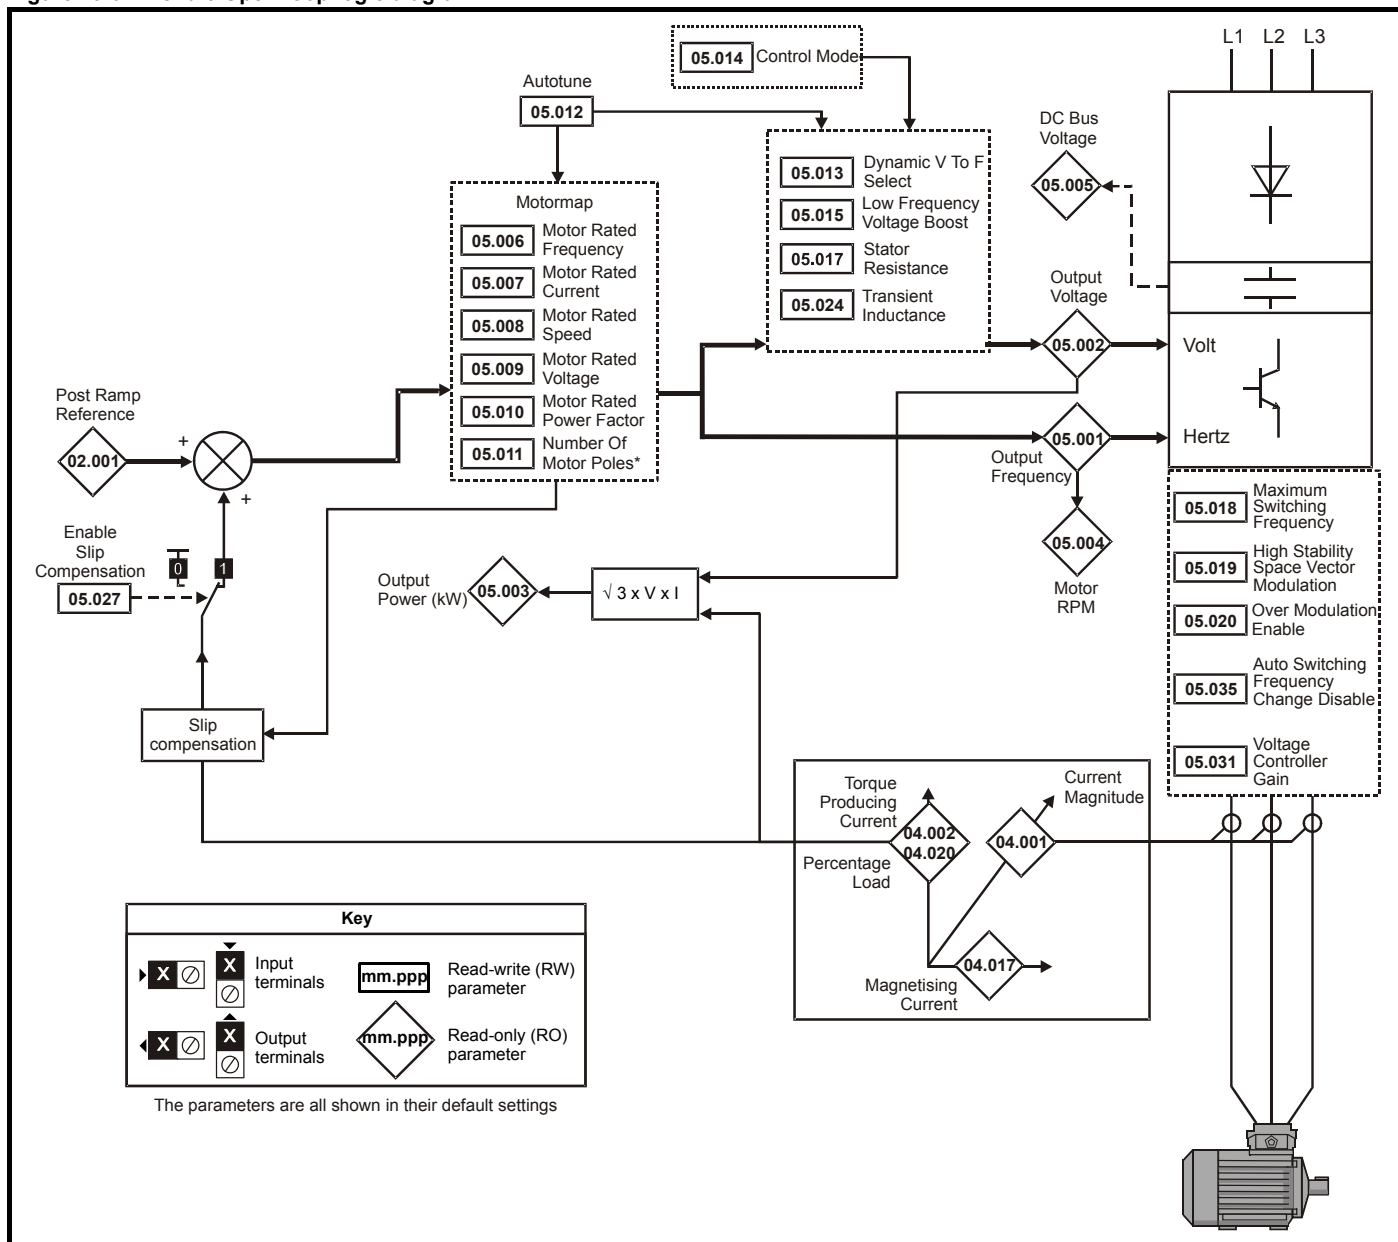 L1 L2 L3
05.014 Control Mode
Autotune
05.012
DC Bus
Voltage
05.005
05.013 Dynamic V To F
Select
05.015 Low Frequency
Voltage Boost
05.017 Stator
Resistance
05.024 Transient
Inductance
Motormap
05.006 Motor Rated
Frequency
05.007 Motor Rated
Current
05.008 Motor Rated
Speed
05.009 Motor Rated
Voltage
05.010 Motor Rated
Power Factor
05.011 Number Of
Motor Poles*
Output
Voltage
05.002
Volt
Post Ramp
Reference
02.001
+
+
05.001
Output
Frequency
Hertz
05.004
Motor
RPM
Enable
Slip
Compensation
05.027
0 1
Output
Power (kW)
05.003
√ 3 x V x I
05.018 Maximum
Switching
Frequency
05.019 High Stability
Space Vector
Modulation
05.020 Over Modulation
Enable
05.035 Auto Switching
Frequency
Change Disable
05.031 Voltage
Controller
Gain
Slip
compensation
Torque
Producing
Current
04.002
04.020
Percentage
Load
Current
Magnitude
04.001
04.017
Magnetising
Current
Key
X X Input
terminals
mm.ppp Read-write (RW)
parameter
X X Output
terminals
mm.ppp Read-only (RO)
parameter
The parameters are all shown in their default settings